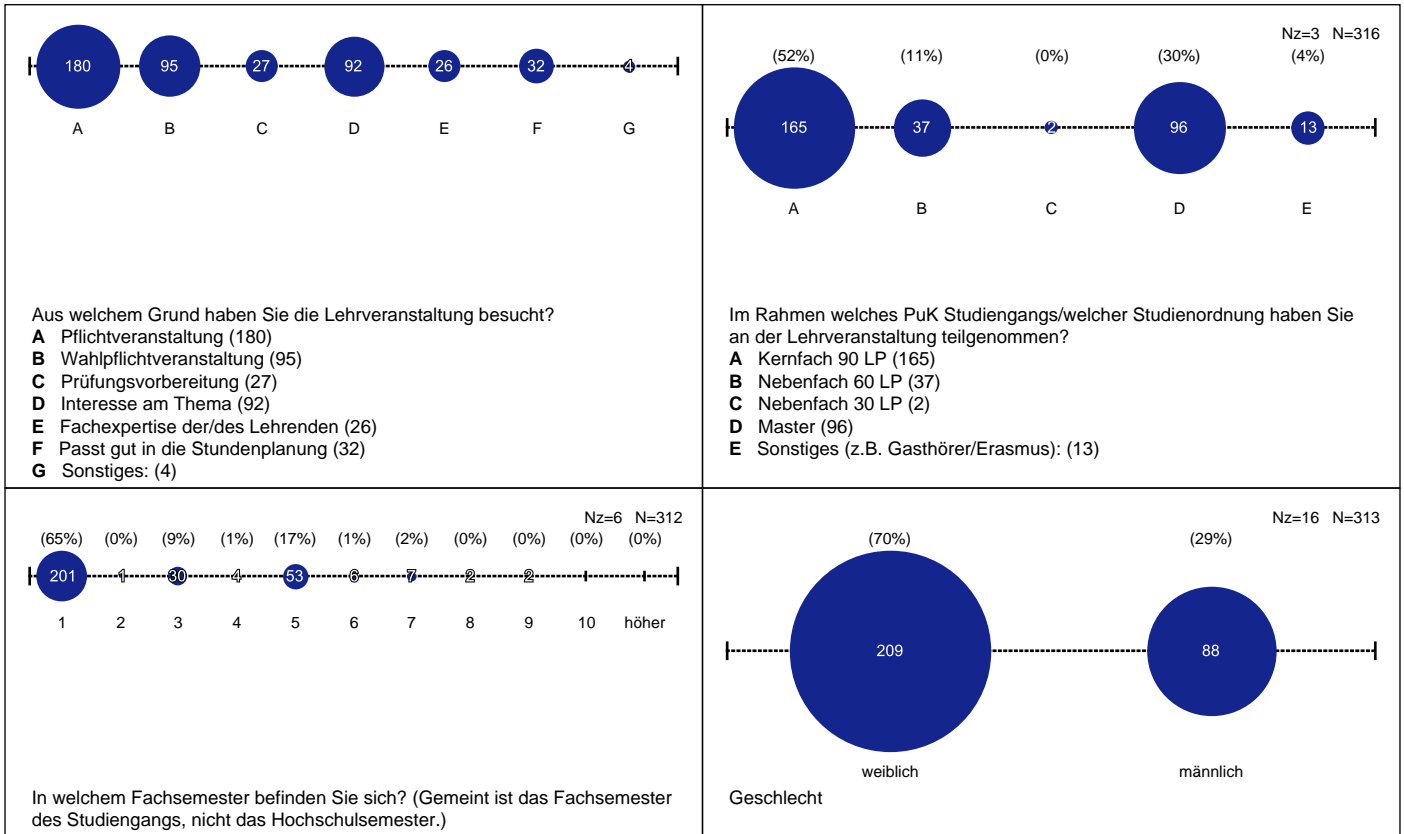 180 95 27 92 26 32 4
A B C D E F G
Aus welchem Grund haben Sie die Lehrveranstaltung besucht?
A Pflichtveranstaltung (180)
B Wahlpflichtveranstaltung (95)
C Prüfungsvorbereitung (27)
D Interesse am Thema (92)
E Fachexpertise der/des Lehrenden (26)
F Passt gut in die Stundenplanung (32)
G Sonstiges: (4)
Nz=3 N=316
(52%) (11%) (0%) (30%) (4%)
165 37 2 96 13
A B C D E
Im Rahmen welches PuK Studiengangs/welcher Studienordnung haben Sie
an der Lehrveranstaltung teilgenommen?
A Kernfach 90 LP (165)
B Nebenfach 60 LP (37)
C Nebenfach 30 LP (2)
D Master (96)
E Sonstiges (z.B. Gasthörer/Erasmus): (13)
Nz=6 N=312
(65%) (0%) (9%) (1%) (17%) (1%) (2%) (0%) (0%) (0%) (0%)
201 1 30 4 53 6 7 2 2
1 2 3 4 5 6 7 8 9 10 höher
In welchem Fachsemester befinden Sie sich? (Gemeint ist das Fachsemester
des Studiengangs, nicht das Hochschulsemester.)
Nz=16 N=313
(70%) (29%)
209 88
weiblich männlich
Geschlecht